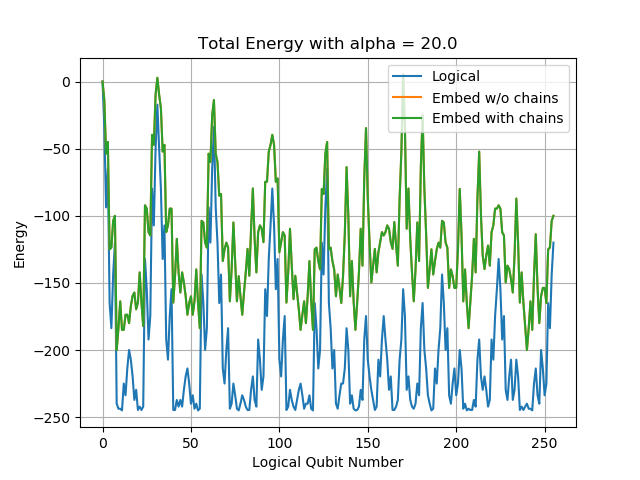 Total Energy with alpha = 20.0
Logical
Embed w/o chains
Embed with chains
Energy
0
−50
−100
−150
−200
−250
0 50 100 150 200 250
Logical Qubit Number